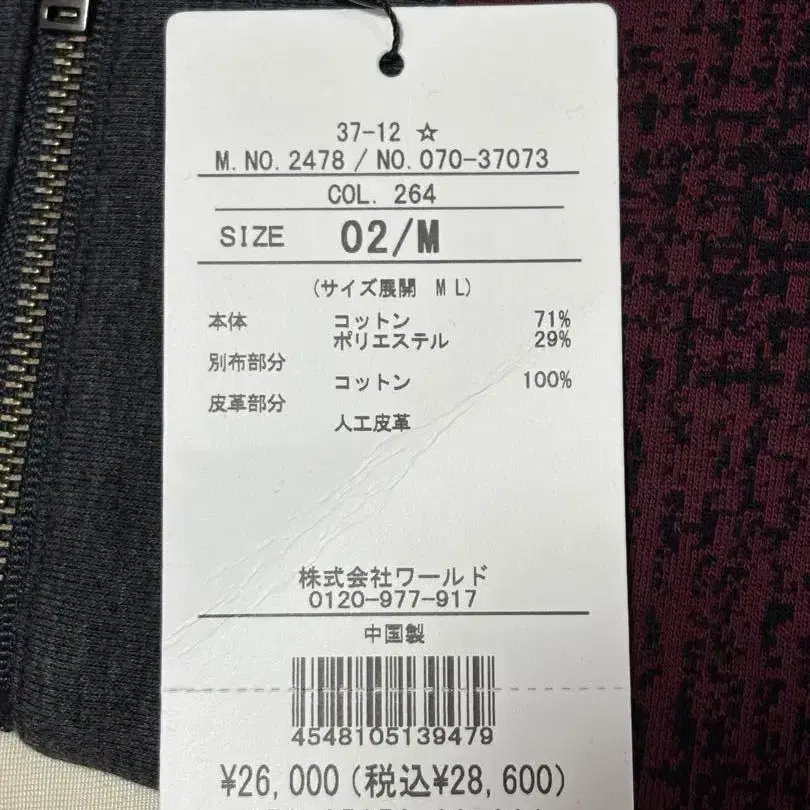 37-12 ☆
M.NO.2478 / NO.070-37073
COL. 264
SIZE 02/M
(サイズ展開 M L)
本体 コットン 71%
ポリエステル 29%
別布部分
コットン 100%
皮革部分
人工皮革
株式会社ワールド
0120-977-917
中国製
4548105139479
¥26,000(税込¥28,600)